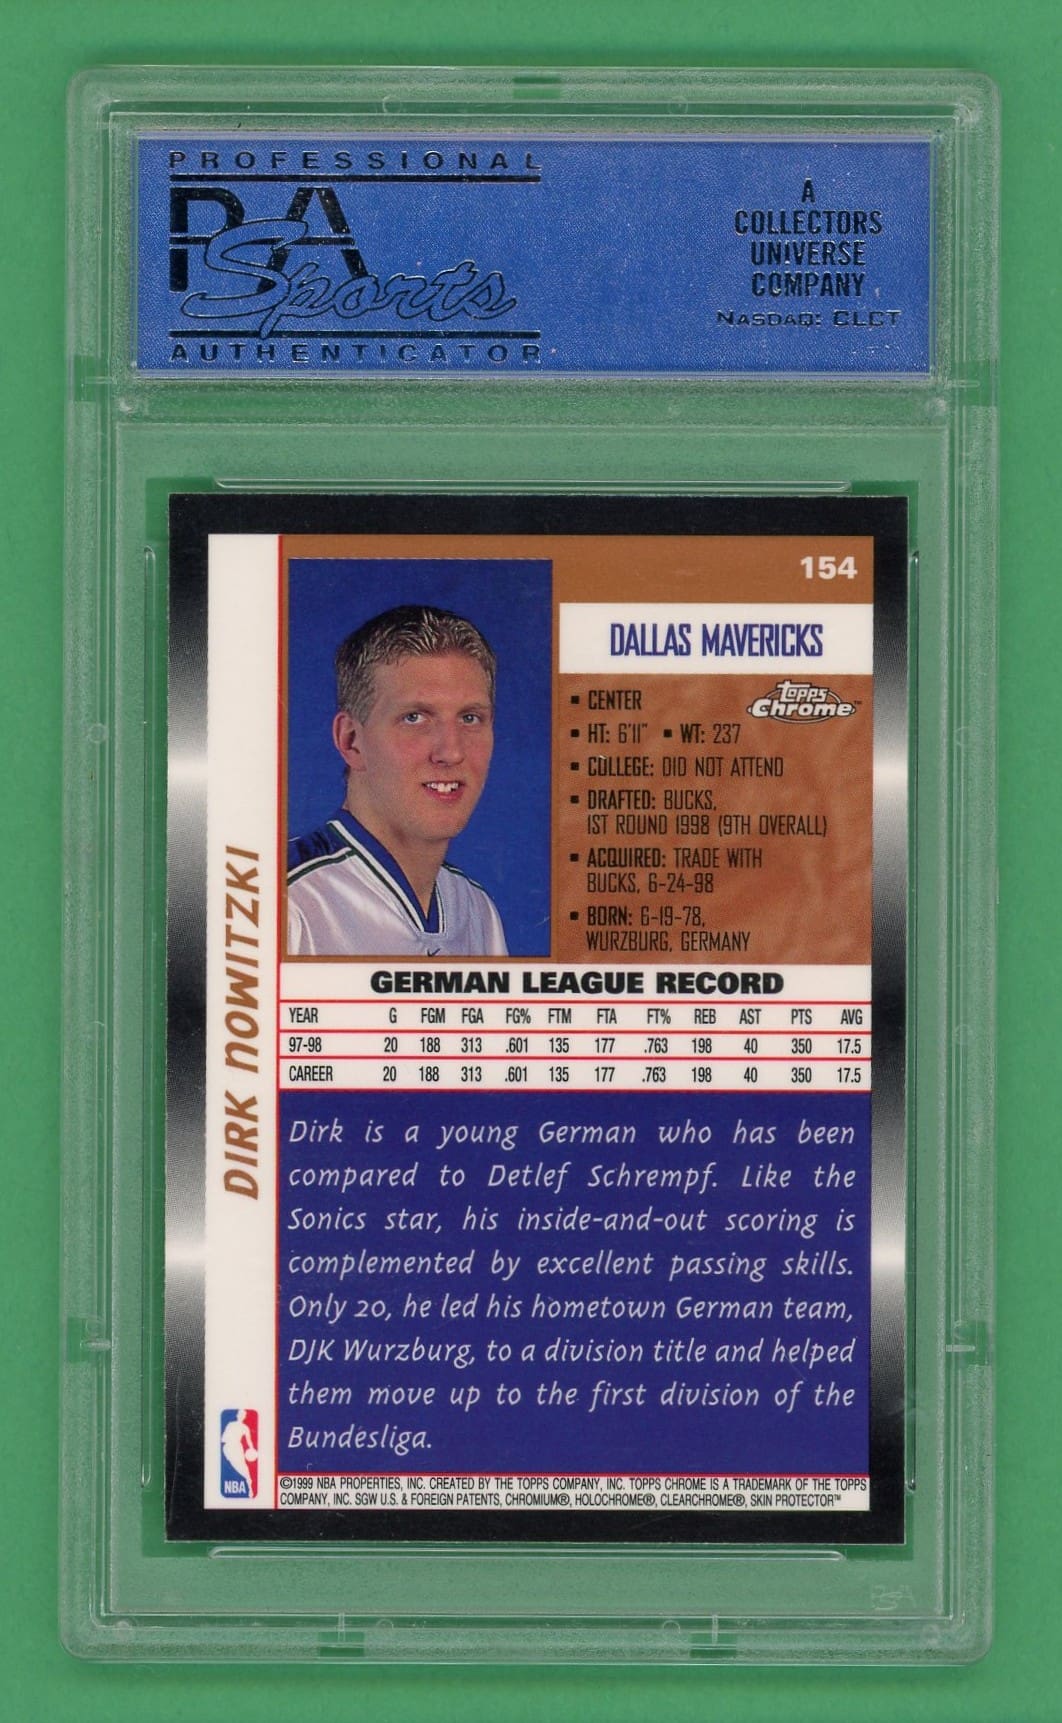 PROFESSIONAL
PSA
Sports
AUTHENTICATOR
A
COLLECTORS
UNIVERSE
COMPANY
NASDAQ: CLCT
154
DALLAS MAVERICKS
Topps
Chrome™
▪ CENTER
▪ HT: 6'11" ▪ WT: 237
▪ COLLEGE: DID NOT ATTEND
▪ DRAFTED: BUCKS,
1ST ROUND 1998 (9TH OVERALL)
▪ ACQUIRED: TRADE WITH
BUCKS, 6-24-98
▪ BORN: 6-19-78,
WURZBURG, GERMANY
DIRK NOWITZKI
GERMAN LEAGUE RECORD
YEAR G FGM FGA FG% FTM FTA FT% REB AST PTS AVG
97-98 20 188 313 .601 135 177 .763 198 40 350 17.5
CAREER 20 188 313 .601 135 177 .763 198 40 350 17.5
Dirk is a young German who has been
compared to Detlef Schrempf. Like the
Sonics star, his inside-and-out scoring is
complemented by excellent passing skills.
Only 20, he led his hometown German team,
DJK Wurzburg, to a division title and helped
them move up to the first division of the
Bundesliga.
NBA
©1999 NBA PROPERTIES, INC. CREATED BY THE TOPPS COMPANY, INC. TOPPS CHROME IS A TRADEMARK OF THE TOPPS
COMPANY, INC. SGW U.S. & FOREIGN PATENTS, CHROMIUM®, HOLOCHROME®, CLEARCHROME®, SKIN PROTECTOR™
PSA